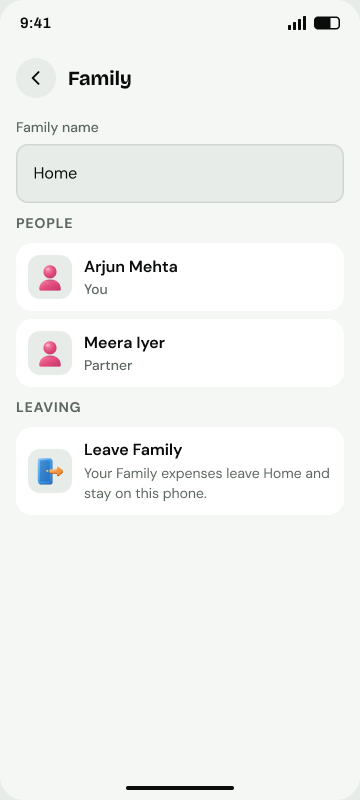 9:41
Family
Family name
Home
PEOPLE
Arjun Mehta
You
Meera Iyer
Partner
LEAVING
Leave Family
Your Family expenses leave Home and
stay on this phone.